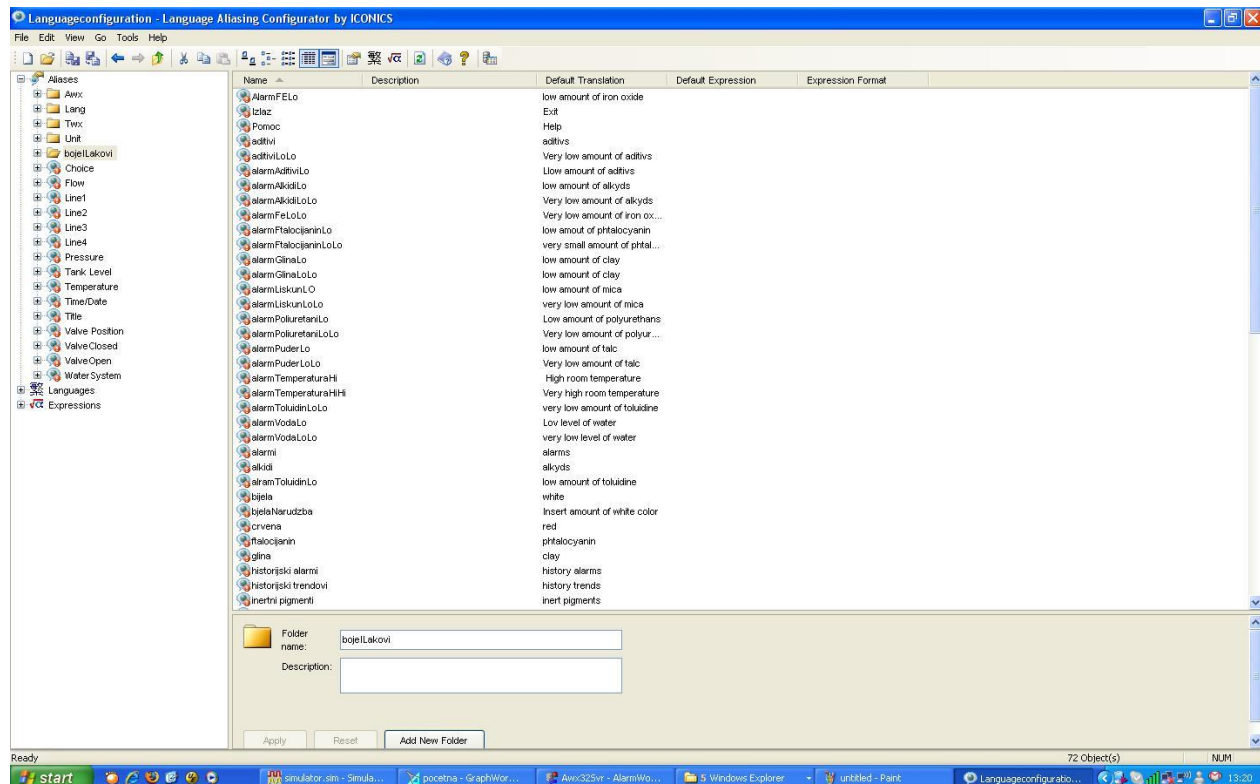 Languageconfiguration - Language Aliasing Configurator by ICONICS
File Edit View Go Tools Help
Aliases
Awx
Lang
Twx
Unit
bojeILakovi
Choice
Flow
Line1
Line2
Line3
Line4
Pressure
Tank Level
Temperature
Time/Date
Title
Valve Position
ValveClosed
ValveOpen
WaterSystem
Languages
Expressions
Name Description Default Translation Default Expression Expression Format
AlarmFELo low amount of iron oxide
Izlaz Exit
Pomoc Help
aditivi aditivs
aditiviLoLo Very low amount of aditivs
alarmAditiviLo Llow amount of aditivs
alarmAlkidiLo low amount of alkyds
alarmAlkidiLoLo Very low amount of alkyds
alarmFeLoLo Very low amount of iron ox...
alarmFtalocijaninLo low amout of phtalocyanin
alarmFtalocijaninLoLo very small amount of phtal...
alarmGlinaLo low amount of clay
alarmGlinaLoLo low amount of clay
alarmLiskunLO low amount of mica
alarmLiskunLoLo very low amount of mica
alarmPoliuretaniLo Low amount of polyurethans
alarmPoliuretaniLoLo Very low amount of polyur...
alarmPuderLo low amount of talc
alarmPuderLoLo Very low amount of talc
alarmTemperaturaHi High room temperature
alarmTemperaturaHiHi Very high room temperature
alarmToluidinLoLo very low amount of toluidine
alarmVodaLo Lov level of water
alarmVodaLoLo very low level of water
alarmi alarms
alkidi alkyds
alramToluidinLo low amount of toluidine
bijela white
bjelaNarudzba Insert amount of white color
crvena red
ftalocijanin phtalocyanin
glina clay
historijski alarmi history alarms
historijski trendovi history trends
inertni pigmenti inert pigments
Folder name: bojeILakovi
Description:
Apply Reset Add New Folder
Ready 72 Object(s) NUM
start simulator.sim - Simula... pocetna - GraphWor... Awx32Svr - AlarmWo... 5 Windows Explorer untitled - Paint Languageconfiguratio... 13:20